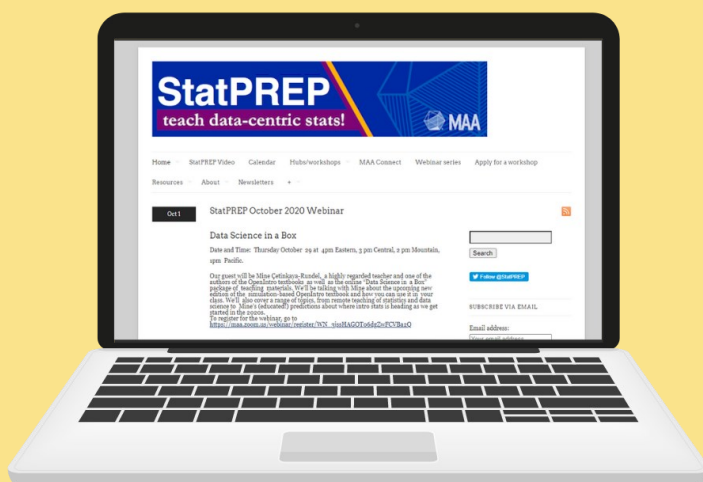 StatPREP
teach data-centric stats!
MAA
Home StatPREP Video Calendar Hubs/workshops MAA Connect Webinar series Apply for a workshop
Resources About Newsletters +
Oct 1
StatPREP October 2020 Webinar
Data Science in a Box
Date and Time: Thursday October 29 at 4pm Eastern, 3 pm Central, 2 pm Mountain,
1pm Pacific.
Our guest will be Mine Çetinkaya-Rundel, a highly regarded teacher and one of the
authors of the OpenIntro textbooks as well as the online "Data Science in a Box"
package of teaching materials. We'll be talking with Mine about the upcoming new
edition of the simulation-based OpenIntro textbook and how you can use it in your
class. We'll also cover a range of topics, from remote teaching of statistics and data
science to Mine's (educated!) predictions about where intro stats is heading as we get
started in the 2020s.
To register for the webinar, go to
Search
Follow @StatPREP
SUBSCRIBE VIA EMAIL
Email address:
Your email address